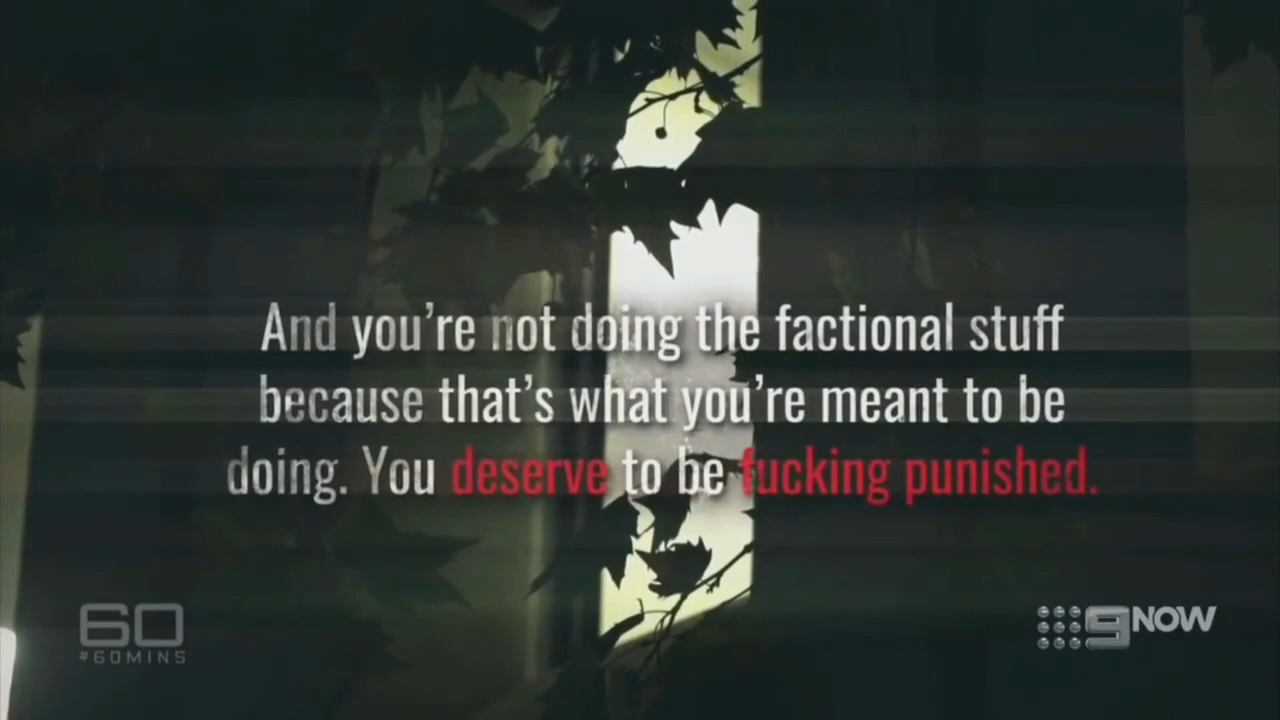 And you're not doing the factional stuff
because that's what you're meant to be
doing. You deserve to be fucking punished.
60
#60MINS
9NOW